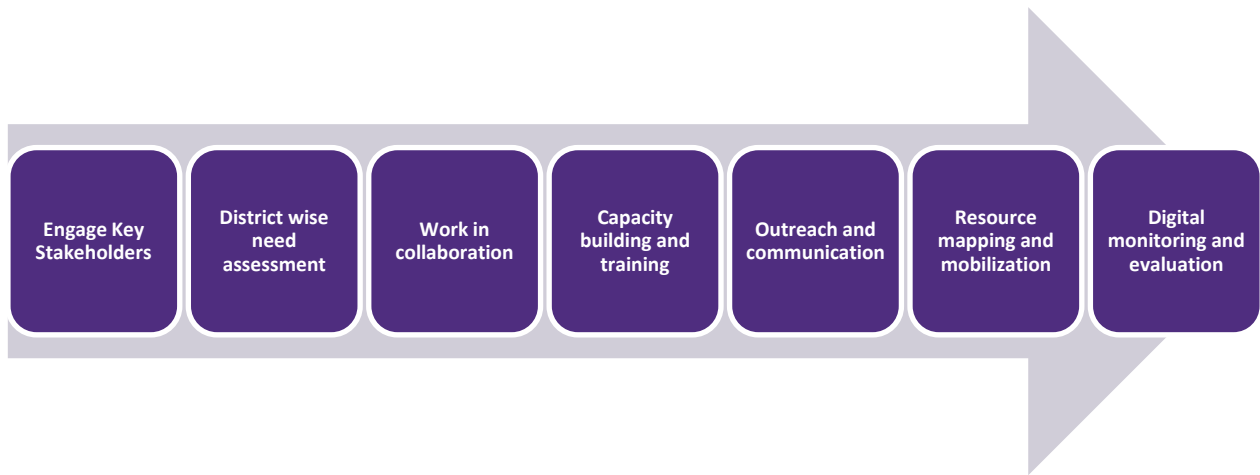 Engage Key
Stakeholders
District wise
need
assessment
Work in
collaboration
Capacity
building and
training
Outreach and
communication
Resource
mapping and
mobilization
Digital
monitoring and
evaluation